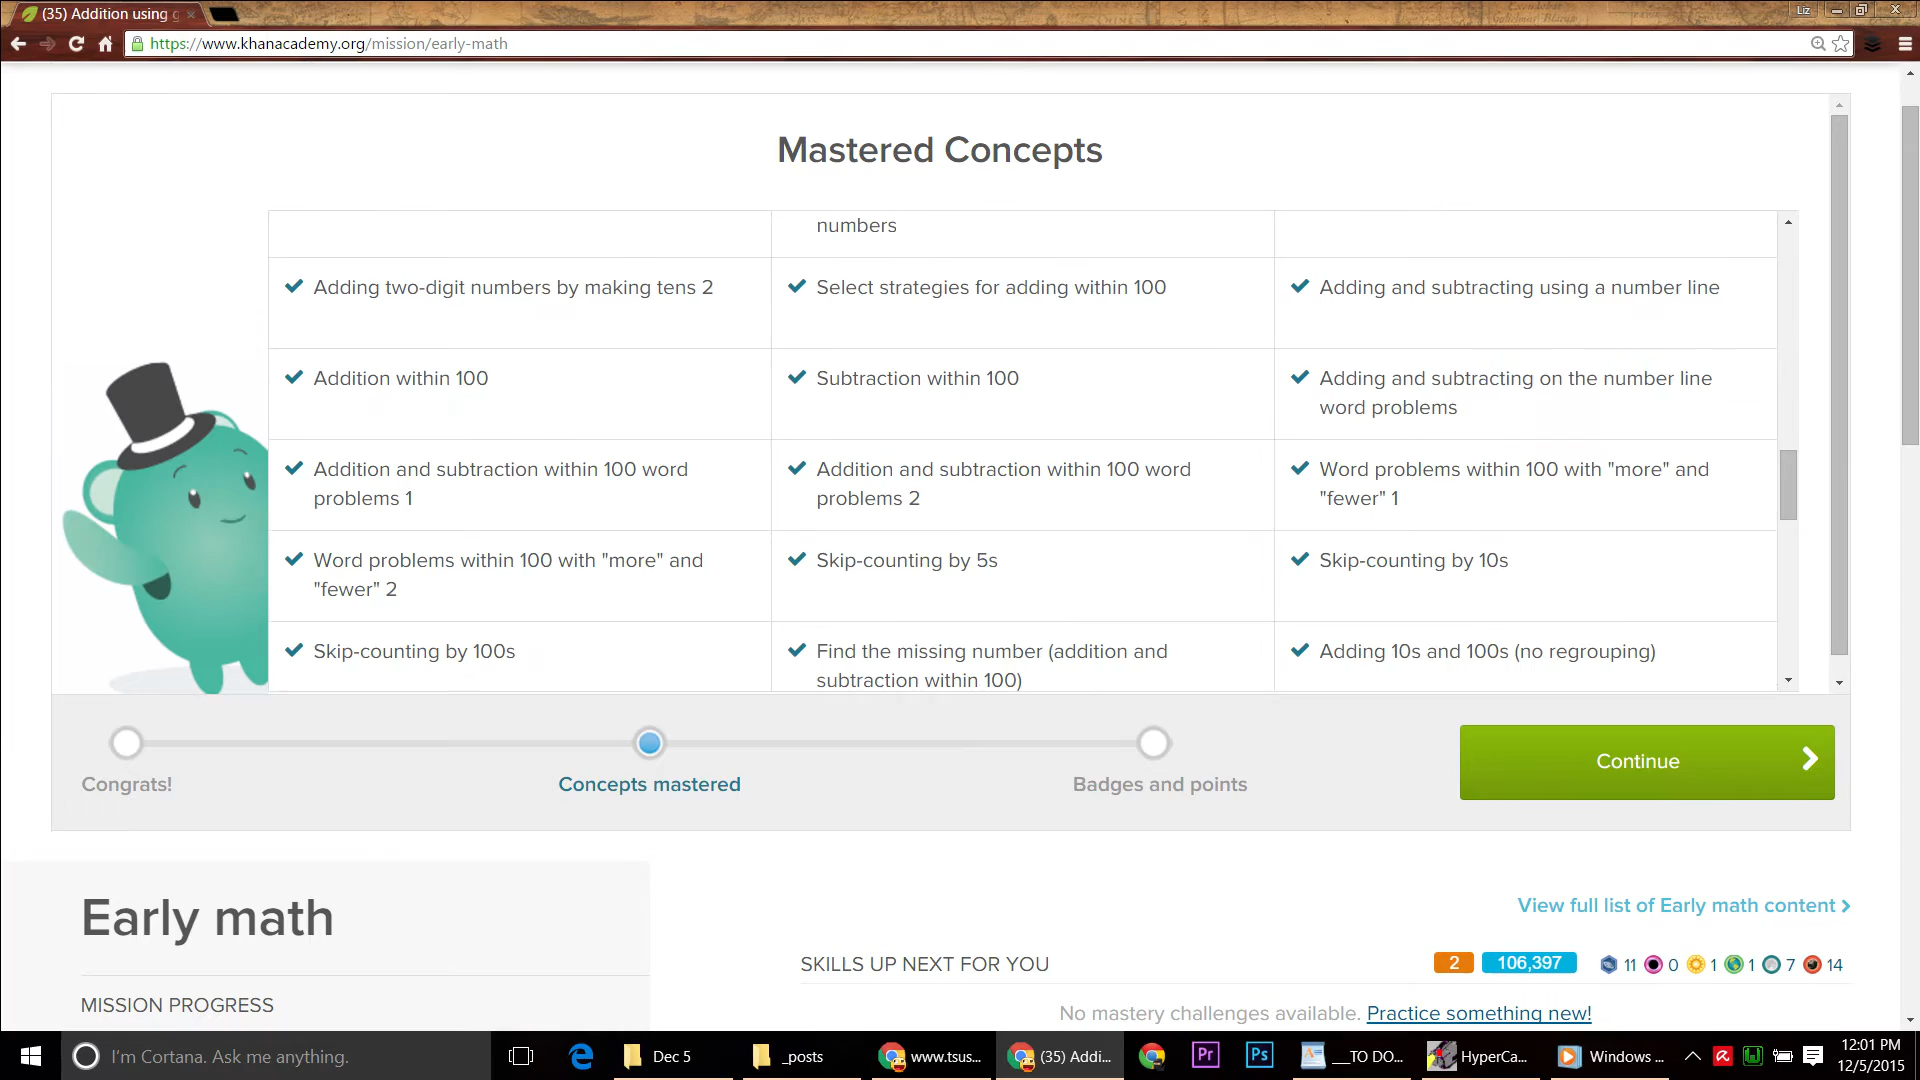 (35) Addition using g
Liz
https://www.khanacademy.org/mission/early-math
Mastered Concepts
numbers
Adding two-digit numbers by making tens 2
Select strategies for adding within 100
Adding and subtracting using a number line
Addition within 100
Subtraction within 100
Adding and subtracting on the number line
word problems
Addition and subtraction within 100 word
problems 1
Addition and subtraction within 100 word
problems 2
Word problems within 100 with "more" and
"fewer" 1
Word problems within 100 with "more" and
"fewer" 2
Skip-counting by 5s
Skip-counting by 10s
Skip-counting by 100s
Find the missing number (addition and
subtraction within 100)
Adding 10s and 100s (no regrouping)
Congrats!
Concepts mastered
Badges and points
Continue
Early math
View full list of Early math content
SKILLS UP NEXT FOR YOU
2 106,397 11 0 1 1 7 14
MISSION PROGRESS
No mastery challenges available. Practice something new!
I'm Cortana. Ask me anything.
Dec 5
_posts
www.tsus...
(35) Addi...
Pr
Ps
__TO DO...
HyperCa...
Windows ...
12:01 PM
12/5/2015